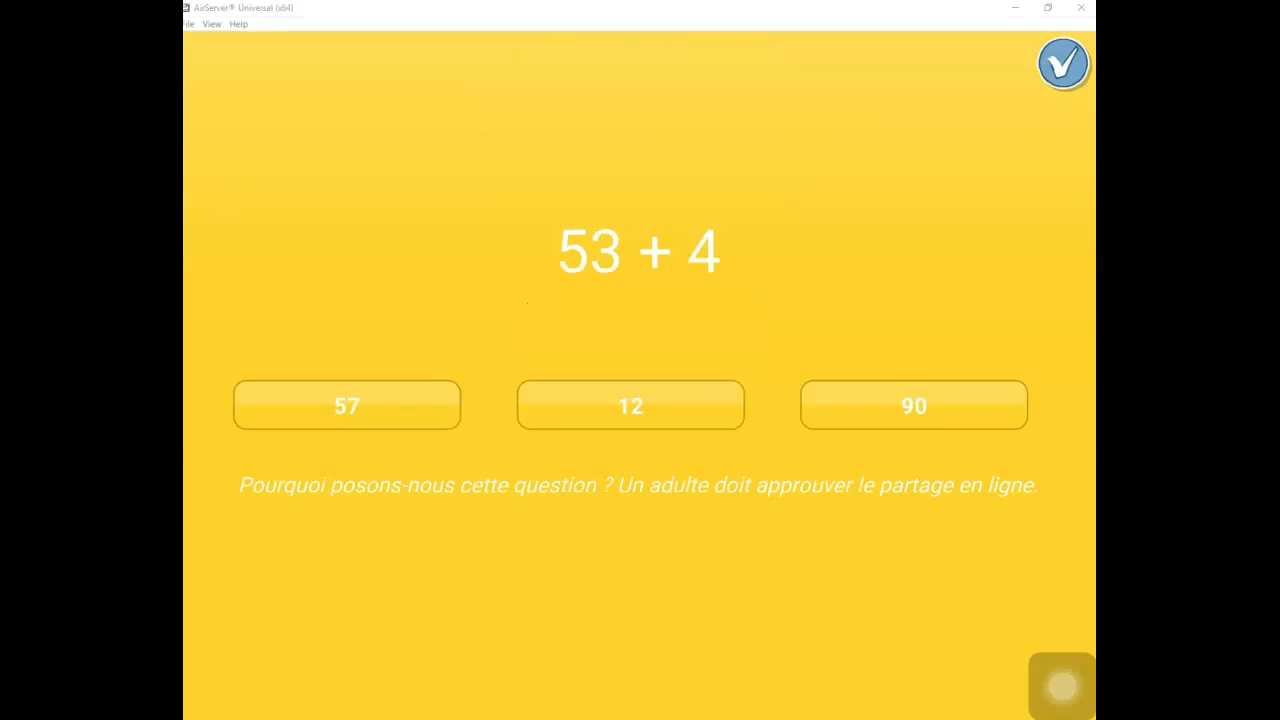 AirServer® Universal (x64)
File View Help
53 + 4
57 12 90
Pourquoi posons-nous cette question ? Un adulte doit approuver le partage en ligne.